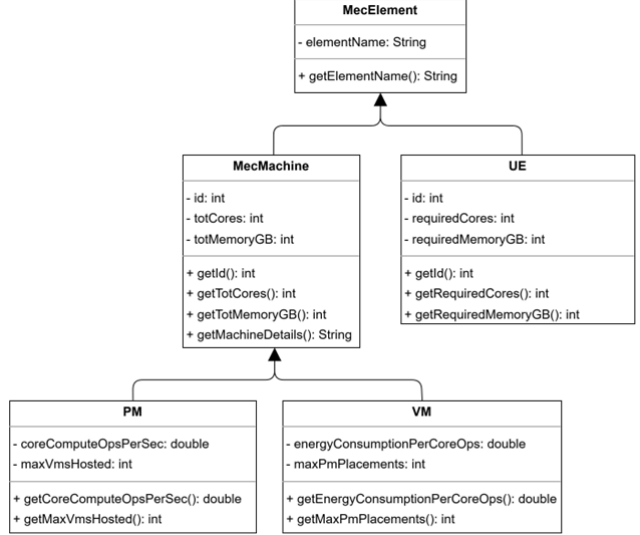 MecElement
- elementName: String
+ getElementName(): String
MecMachine
- id: int
- totCores: int
- totMemoryGB: int
+ getId(): int
+ getTotCores(): int
+ getTotMemoryGB(): int
+ getMachineDetails(): String
UE
- id: int
- requiredCores: int
- requiredMemoryGB: int
+ getId(): int
+ getRequiredCores(): int
+ getRequiredMemoryGB(): int
PM
- coreComputeOpsPerSec: double
- maxVmsHosted: int
+ getCoreComputeOpsPerSec(): double
+ getMaxVmsHosted(): int
VM
- energyConsumptionPerCoreOps: double
- maxPmPlacements: int
+ getEnergyConsumptionPerCoreOps(): double
+ getMaxPmPlacements(): int